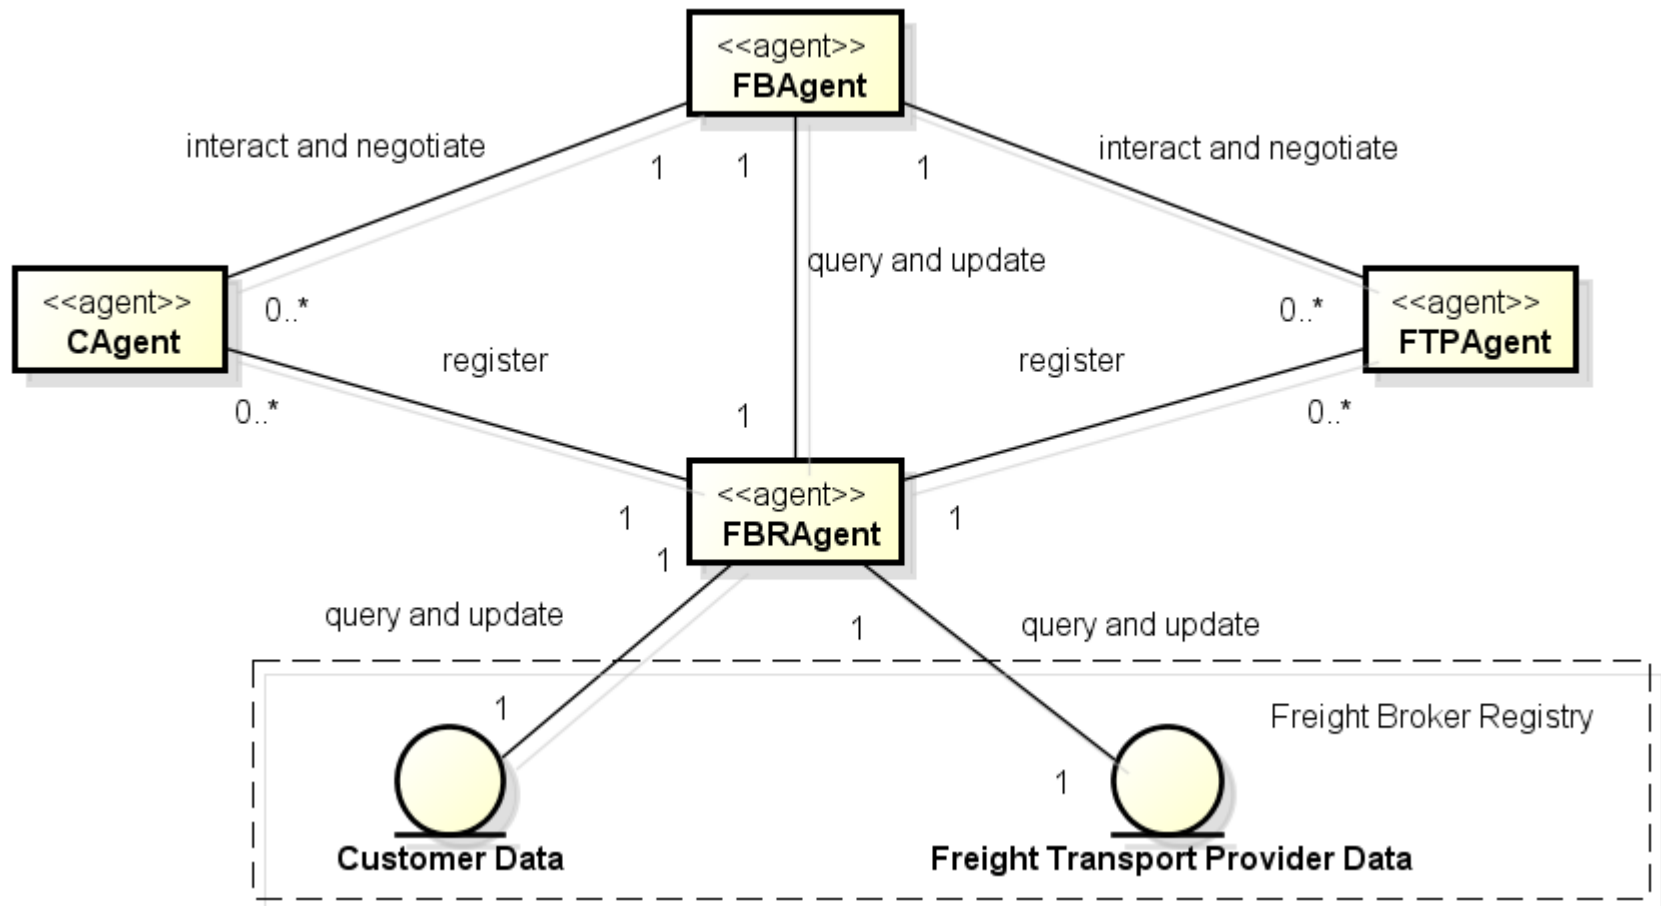 <<agent>>
FBAgent
interact and negotiate
interact and negotiate
1
1
1
query and update
<<agent>>
CAgent
0..*
0..*
<<agent>>
FTPAgent
register
register
0..*
1
0..*
<<agent>>
FBRAgent
1
1
1
query and update
1
query and update
1
Freight Broker Registry
1
Customer Data
Freight Transport Provider Data